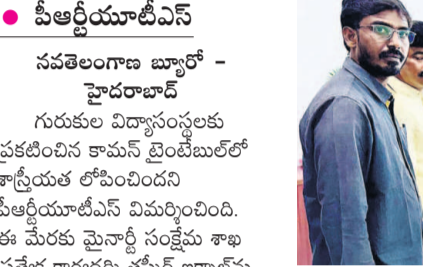 ● పీఆర్టీయూటీఎస్
నవతెలంగాణ బ్యూరో -
హైదరాబాద్
గురుకుల విద్యాసంస్థలకు
ప్రకటించిన కామన్ టైంటేబుల్‌లో
శాస్త్రీయత లోపించిందని
పీఆర్టీయూటీఎస్ విమర్శించింది.
ఈ మేరకు మైనార్టీ సంక్షేమ శాఖ